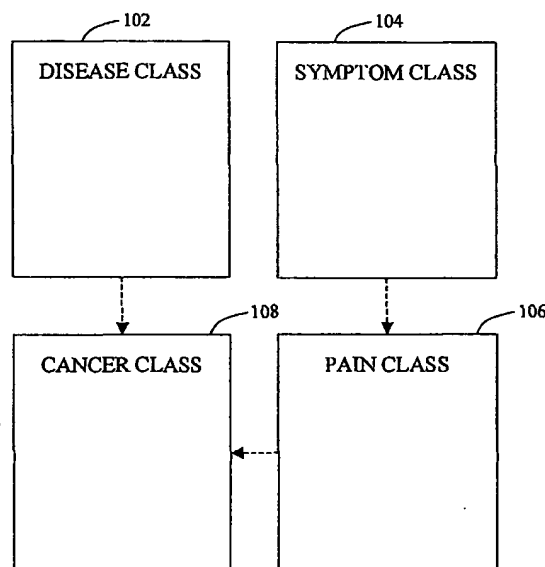 102
104
DISEASE CLASS
SYMPTOM CLASS
108
106
CANCER CLASS
PAIN CLASS